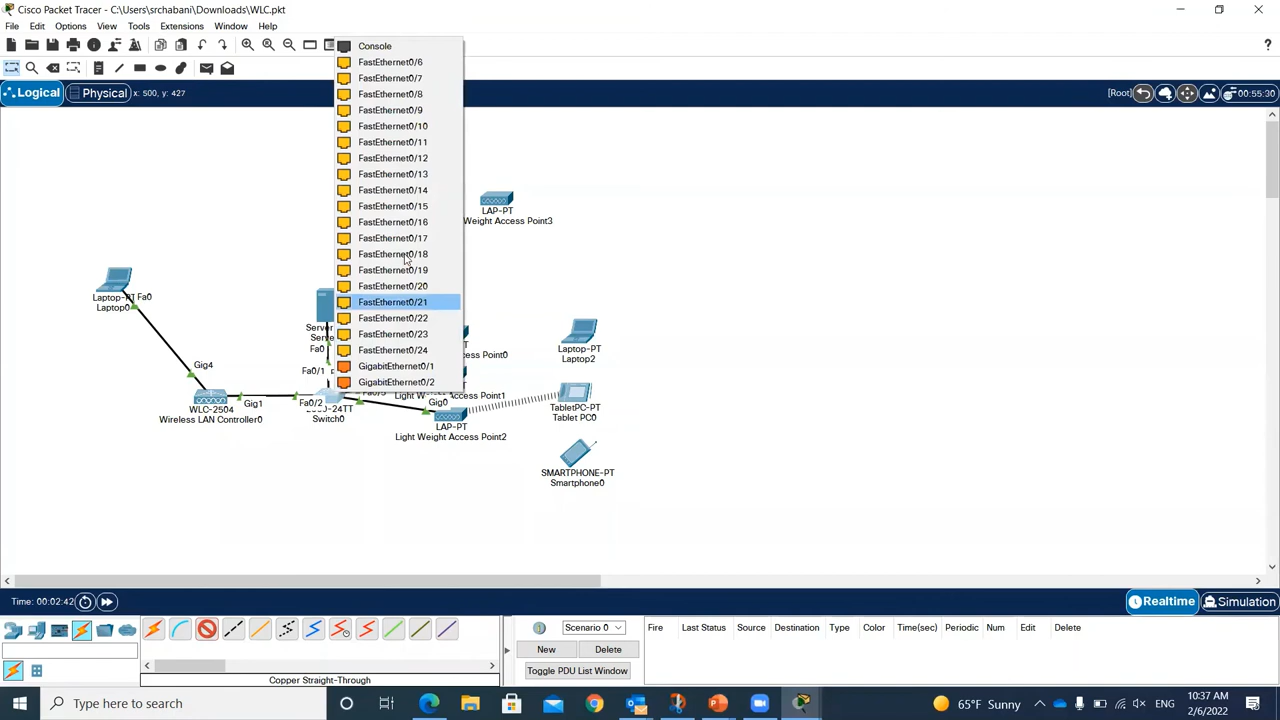 Cisco Packet Tracer - C:\Users\srchabani\Downloads\WLC.pkt
File Edit Options View Tools Extensions Window Help
Logical Physical x: 500, y: 427 [Root] 00:55:30
Console
FastEthernet0/6
FastEthernet0/7
FastEthernet0/8
FastEthernet0/9
FastEthernet0/10
FastEthernet0/11
FastEthernet0/12
FastEthernet0/13
FastEthernet0/14
FastEthernet0/15
FastEthernet0/16
FastEthernet0/17
FastEthernet0/18
FastEthernet0/19
FastEthernet0/20
FastEthernet0/21
FastEthernet0/22
FastEthernet0/23
FastEthernet0/24
GigabitEthernet0/1
GigabitEthernet0/2
LAP-PT
Weight Access Point3
Laptop-PT Fa0
Laptop0
Server
Serve
Fa0
Fa0/1
Gig4
Gig1
Fa0/2
WLC-2504
Wireless LAN Controller0
24TT
Switch0
Fa0/5
Gig0
ess Point0
Light Weight Access Point1
LAP-PT
Light Weight Access Point2
Laptop-PT
Laptop2
TabletPC-PT
Tablet PC0
SMARTPHONE-PT
Smartphone0
Time: 00:02:42 Realtime Simulation
Scenario 0
New Delete
Toggle PDU List Window
Fire Last Status Source Destination Type Color Time(sec) Periodic Num Edit Delete
Copper Straight-Through
Type here to search
65°F Sunny
ENG
10:37 AM
2/6/2022